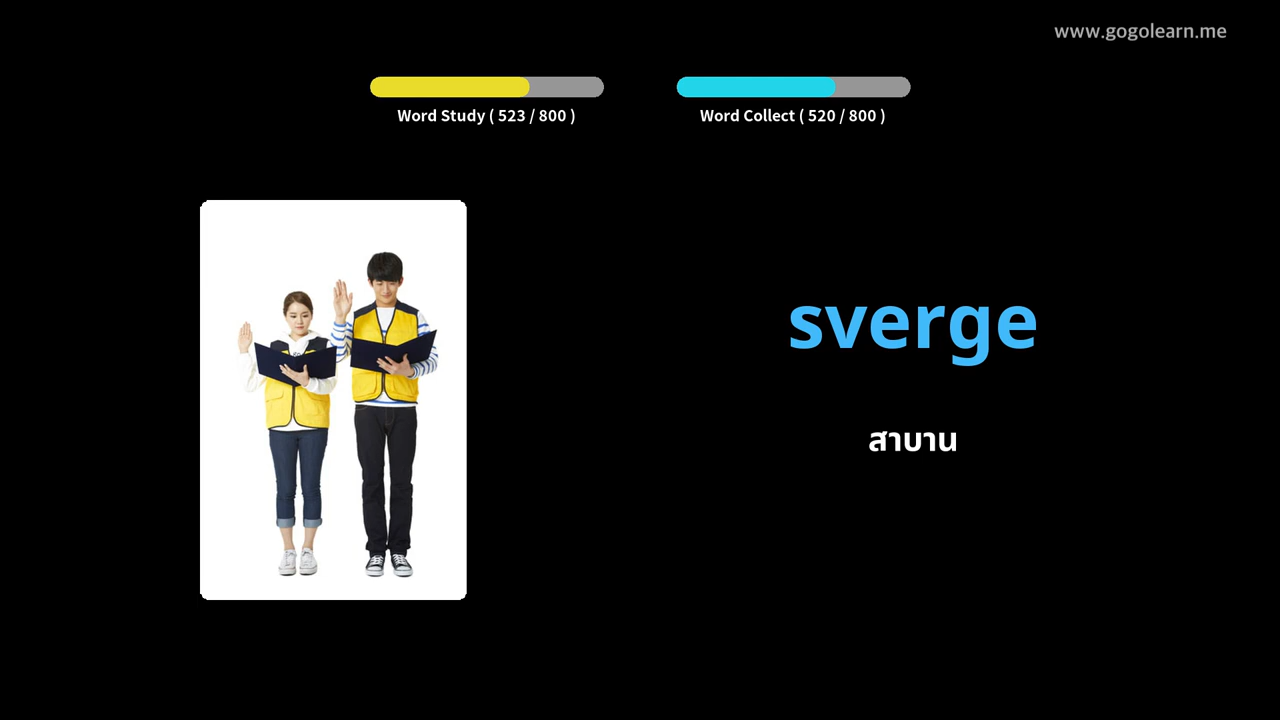 www.gogolearn.me
Word Study ( 523 / 800 )
Word Collect ( 520 / 800 )
sverge
สาบาน